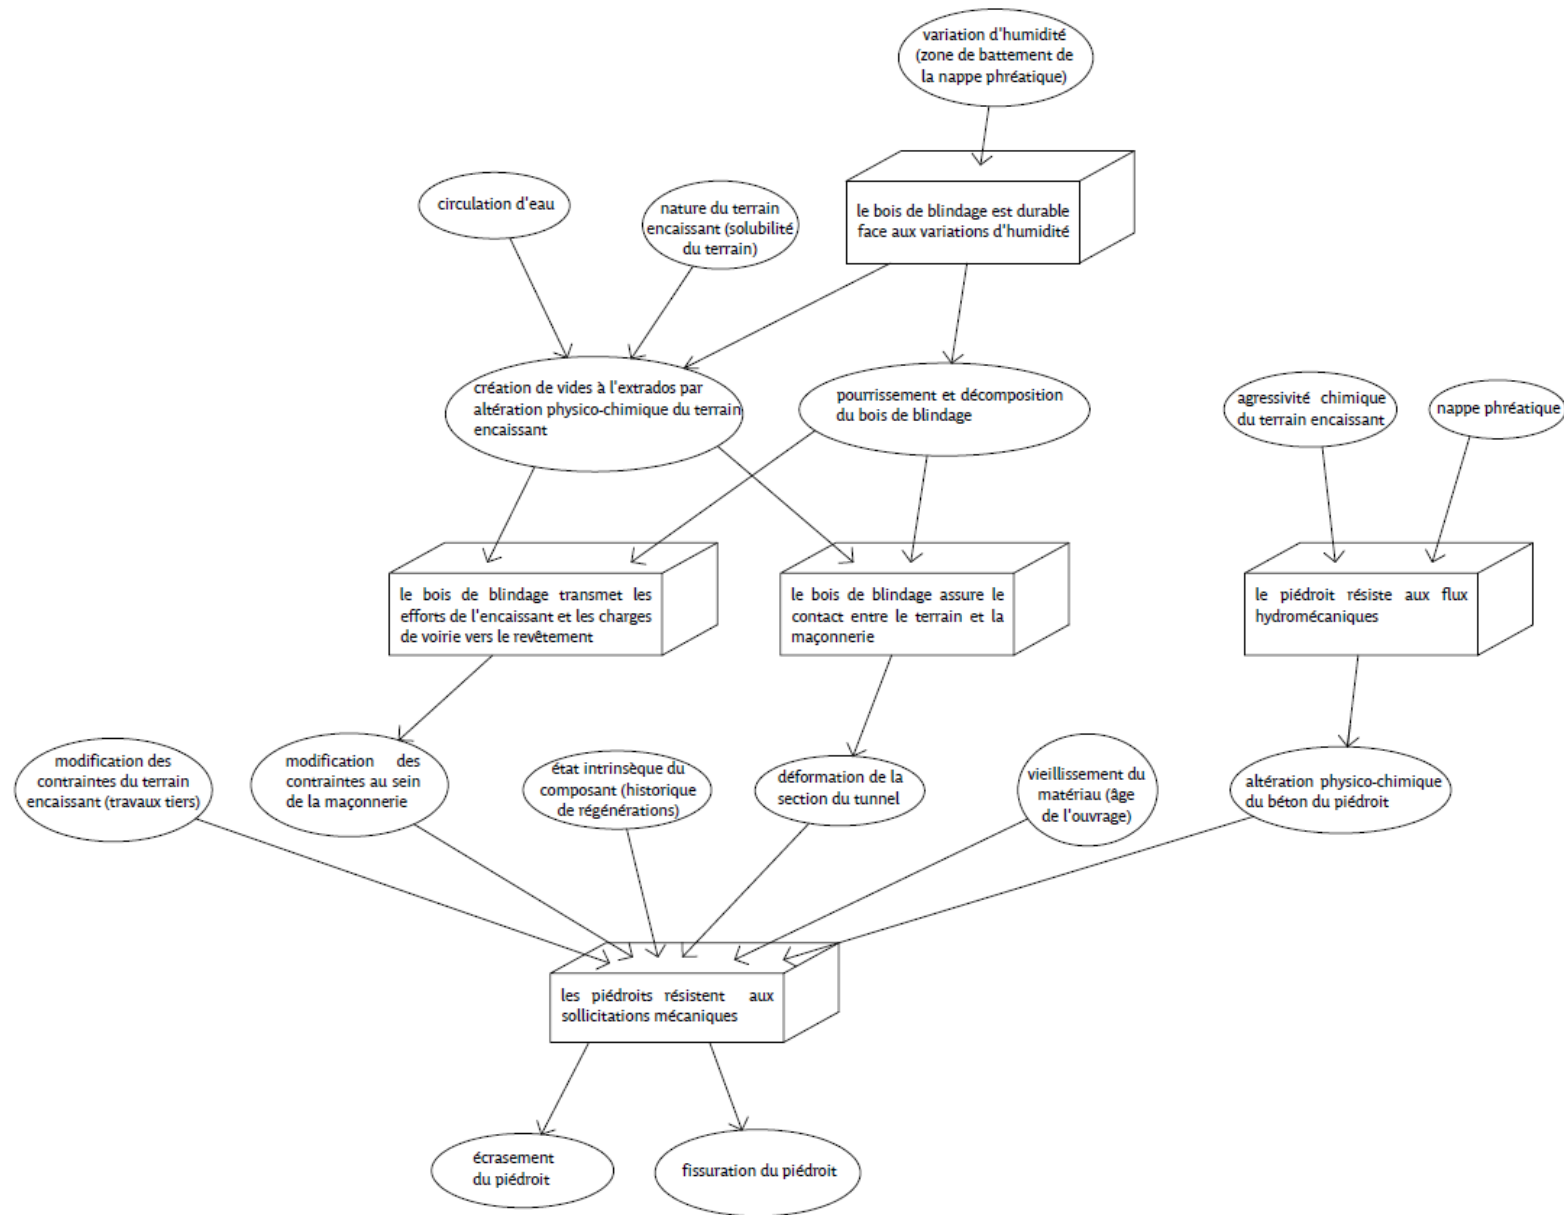 variation d'humidité
(zone de battement de
la nappe phréatique)
circulation d'eau
nature du terrain
encaissant (solubilité
du terrain)
le bois de blindage est durable
face aux variations d'humidité
création de vides à l'extrados par
altération physico-chimique du terrain
encaissant
pourrissement et décomposition
du bois de blindage
agressivité chimique
du terrain encaissant
nappe phréatique
le bois de blindage transmet les
efforts de l'encaissant et les charges
de voirie vers le revêtement
le bois de blindage assure le
contact entre le terrain et la
maçonnerie
le piédroit résiste aux flux
hydromécaniques
modification des
contraintes du terrain
encaissant (travaux tiers)
modification des
contraintes au sein
de la maçonnerie
état intrinsèque du
composant (historique
de régénérations)
déformation de la
section du tunnel
vieillissement du
matériau (âge
de l'ouvrage)
altération physico-chimique
du béton du piédroit
les piédroits résistent aux
sollicitations mécaniques
écrasement
du piédroit
fissuration du piédroit